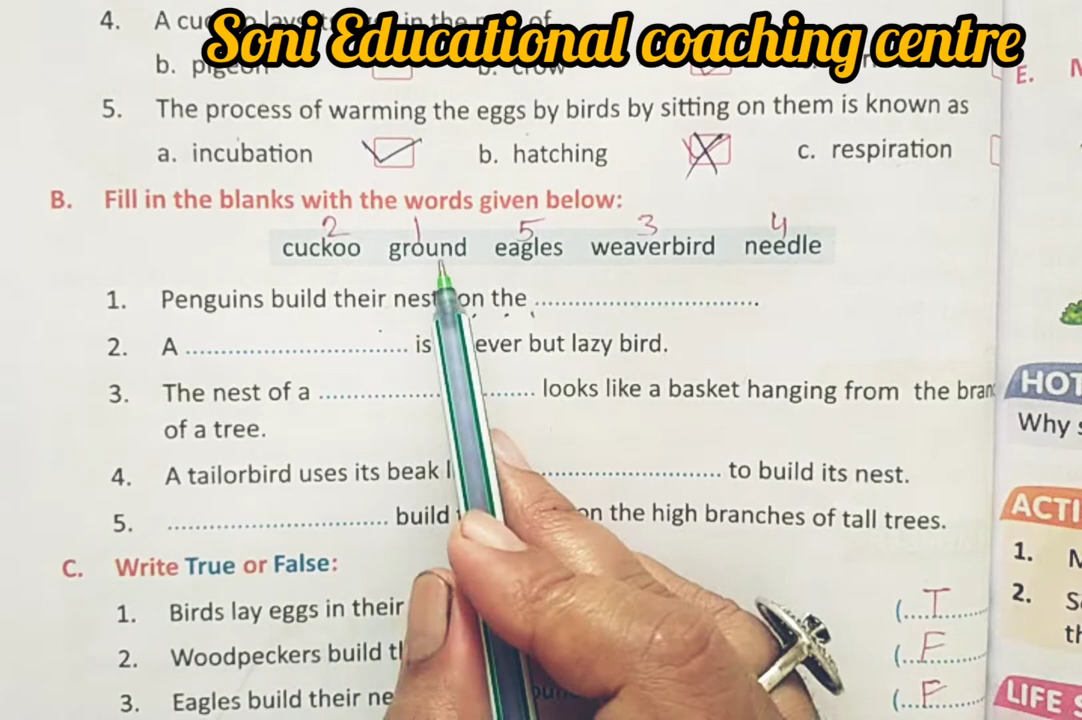 Soni Educational coaching centre
4. A
b. pigeon b. crow
E.
5. The process of warming the eggs by birds by sitting on them is known as
a. incubation b. hatching c. respiration
B. Fill in the blanks with the words given below:
2 1 5 3 4
cuckoo ground eagles weaverbird needle
1. Penguins build their nest on the ............................................
2. A ............................................ is ever but lazy bird.
3. The nest of a ............................................ looks like a basket hanging from the bran
of a tree.
4. A tailorbird uses its beak ............................................ to build its nest.
5. ............................................ build on the high branches of tall trees.
HOT
Why
ACTI
1.
2.
C. Write True or False:
1. Birds lay eggs in their (....T........
2. Woodpeckers build (....F........
3. Eagles build their ne (....F........
LIFE S